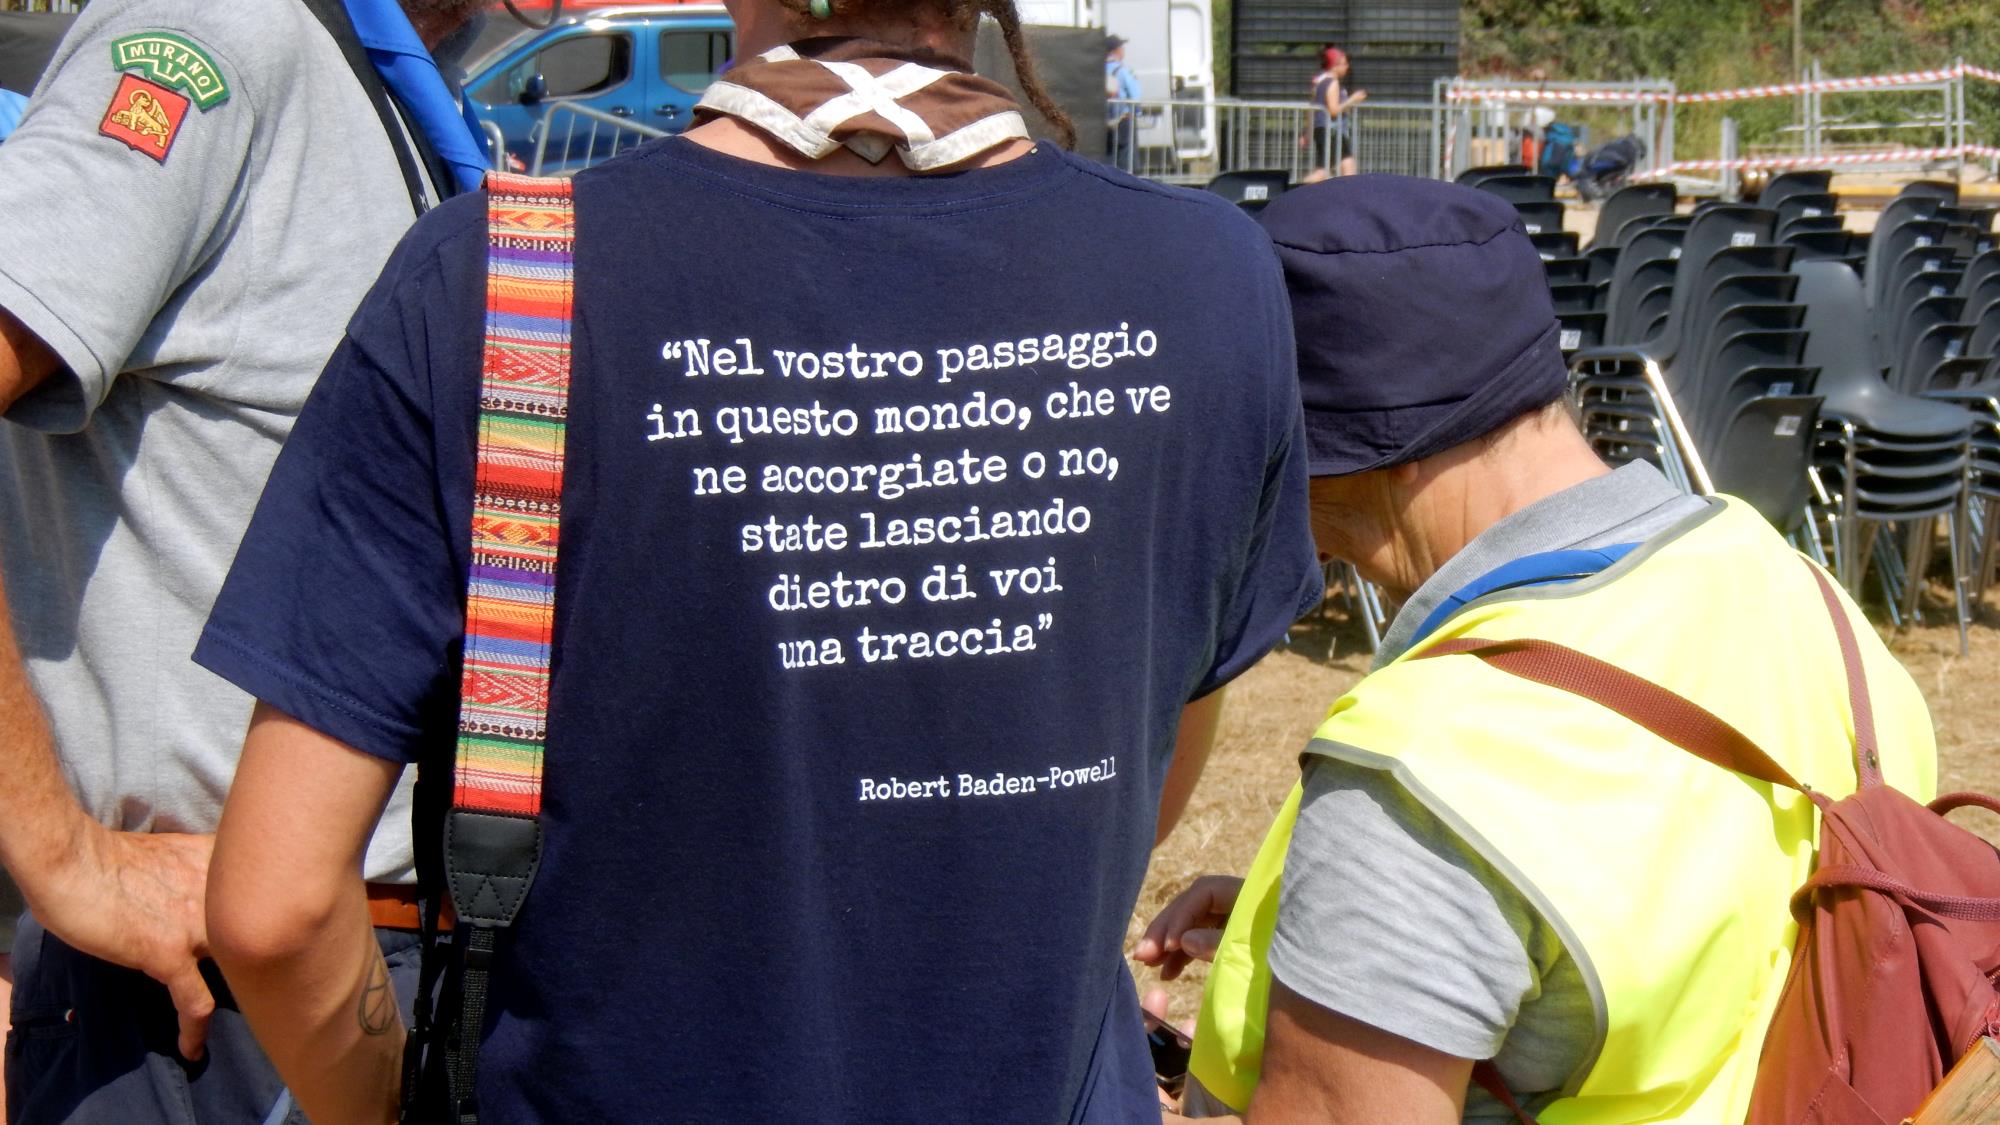 MURANO
1
“Nel vostro passaggio
in questo mondo, che ve
ne accorgiate o no,
state lasciando
dietro di voi
una traccia”
Robert Baden-Powell